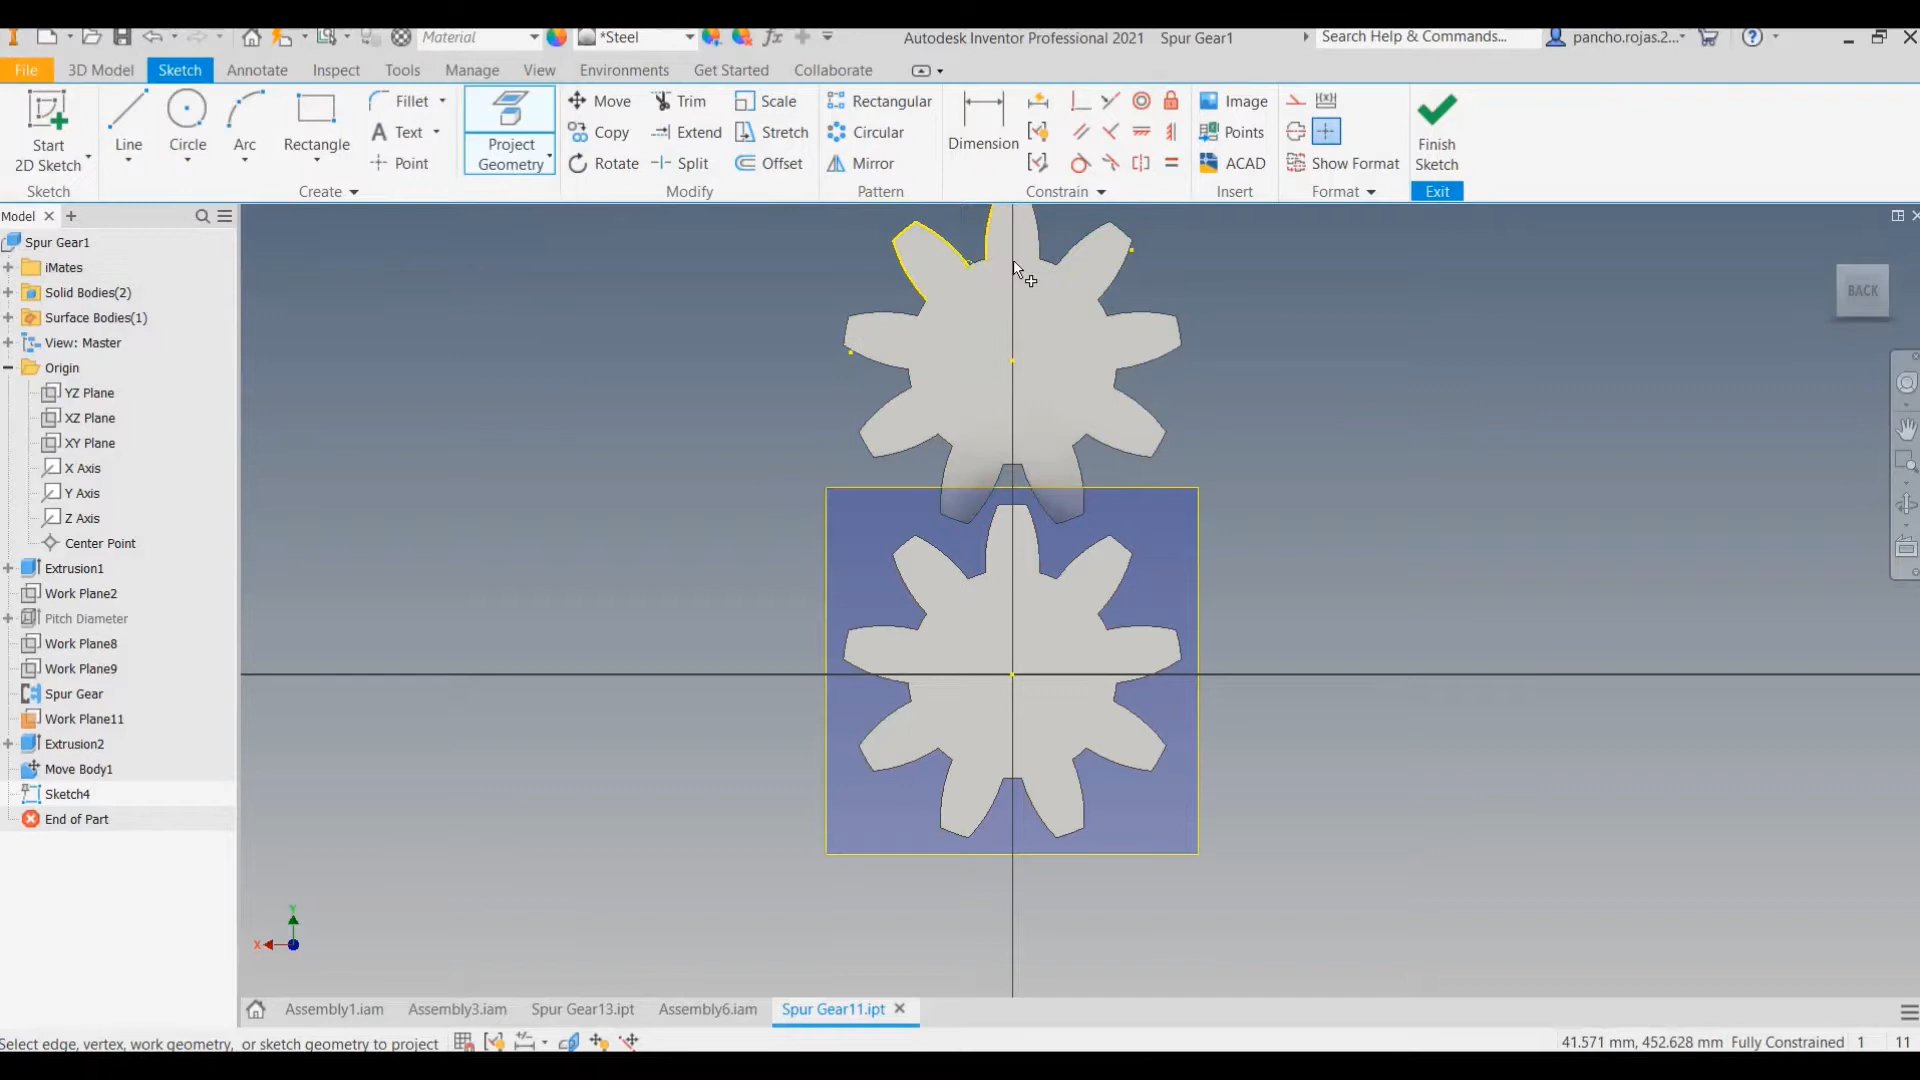 Material
*Steel
Autodesk Inventor Professional 2021 Spur Gear1
Search Help & Commands...
pancho.rojas.2...
File 3D Model Sketch Annotate Inspect Tools Manage View Environments Get Started Collaborate
Start
2D Sketch
Line
Circle
Arc
Rectangle
Fillet
Text
Point
Project
Geometry
Move
Copy
Rotate
Trim
Extend
Split
Scale
Stretch
Offset
Rectangular
Circular
Mirror
Dimension
Image
Points
ACAD
Show Format
Finish
Sketch
Sketch
Create
Modify
Pattern
Constrain
Insert
Format
Exit
Model
Spur Gear1
iMates
Solid Bodies(2)
Surface Bodies(1)
View: Master
Origin
YZ Plane
XZ Plane
XY Plane
X Axis
Y Axis
Z Axis
Center Point
Extrusion1
Work Plane2
Pitch Diameter
Work Plane8
Work Plane9
Spur Gear
Work Plane11
Extrusion2
Move Body1
Sketch4
End of Part
BACK
Y
X
Assembly1.iam Assembly3.iam Spur Gear13.ipt Assembly6.iam Spur Gear11.ipt
Select edge, vertex, work geometry, or sketch geometry to project
41.571 mm, 452.628 mm Fully Constrained 1 11